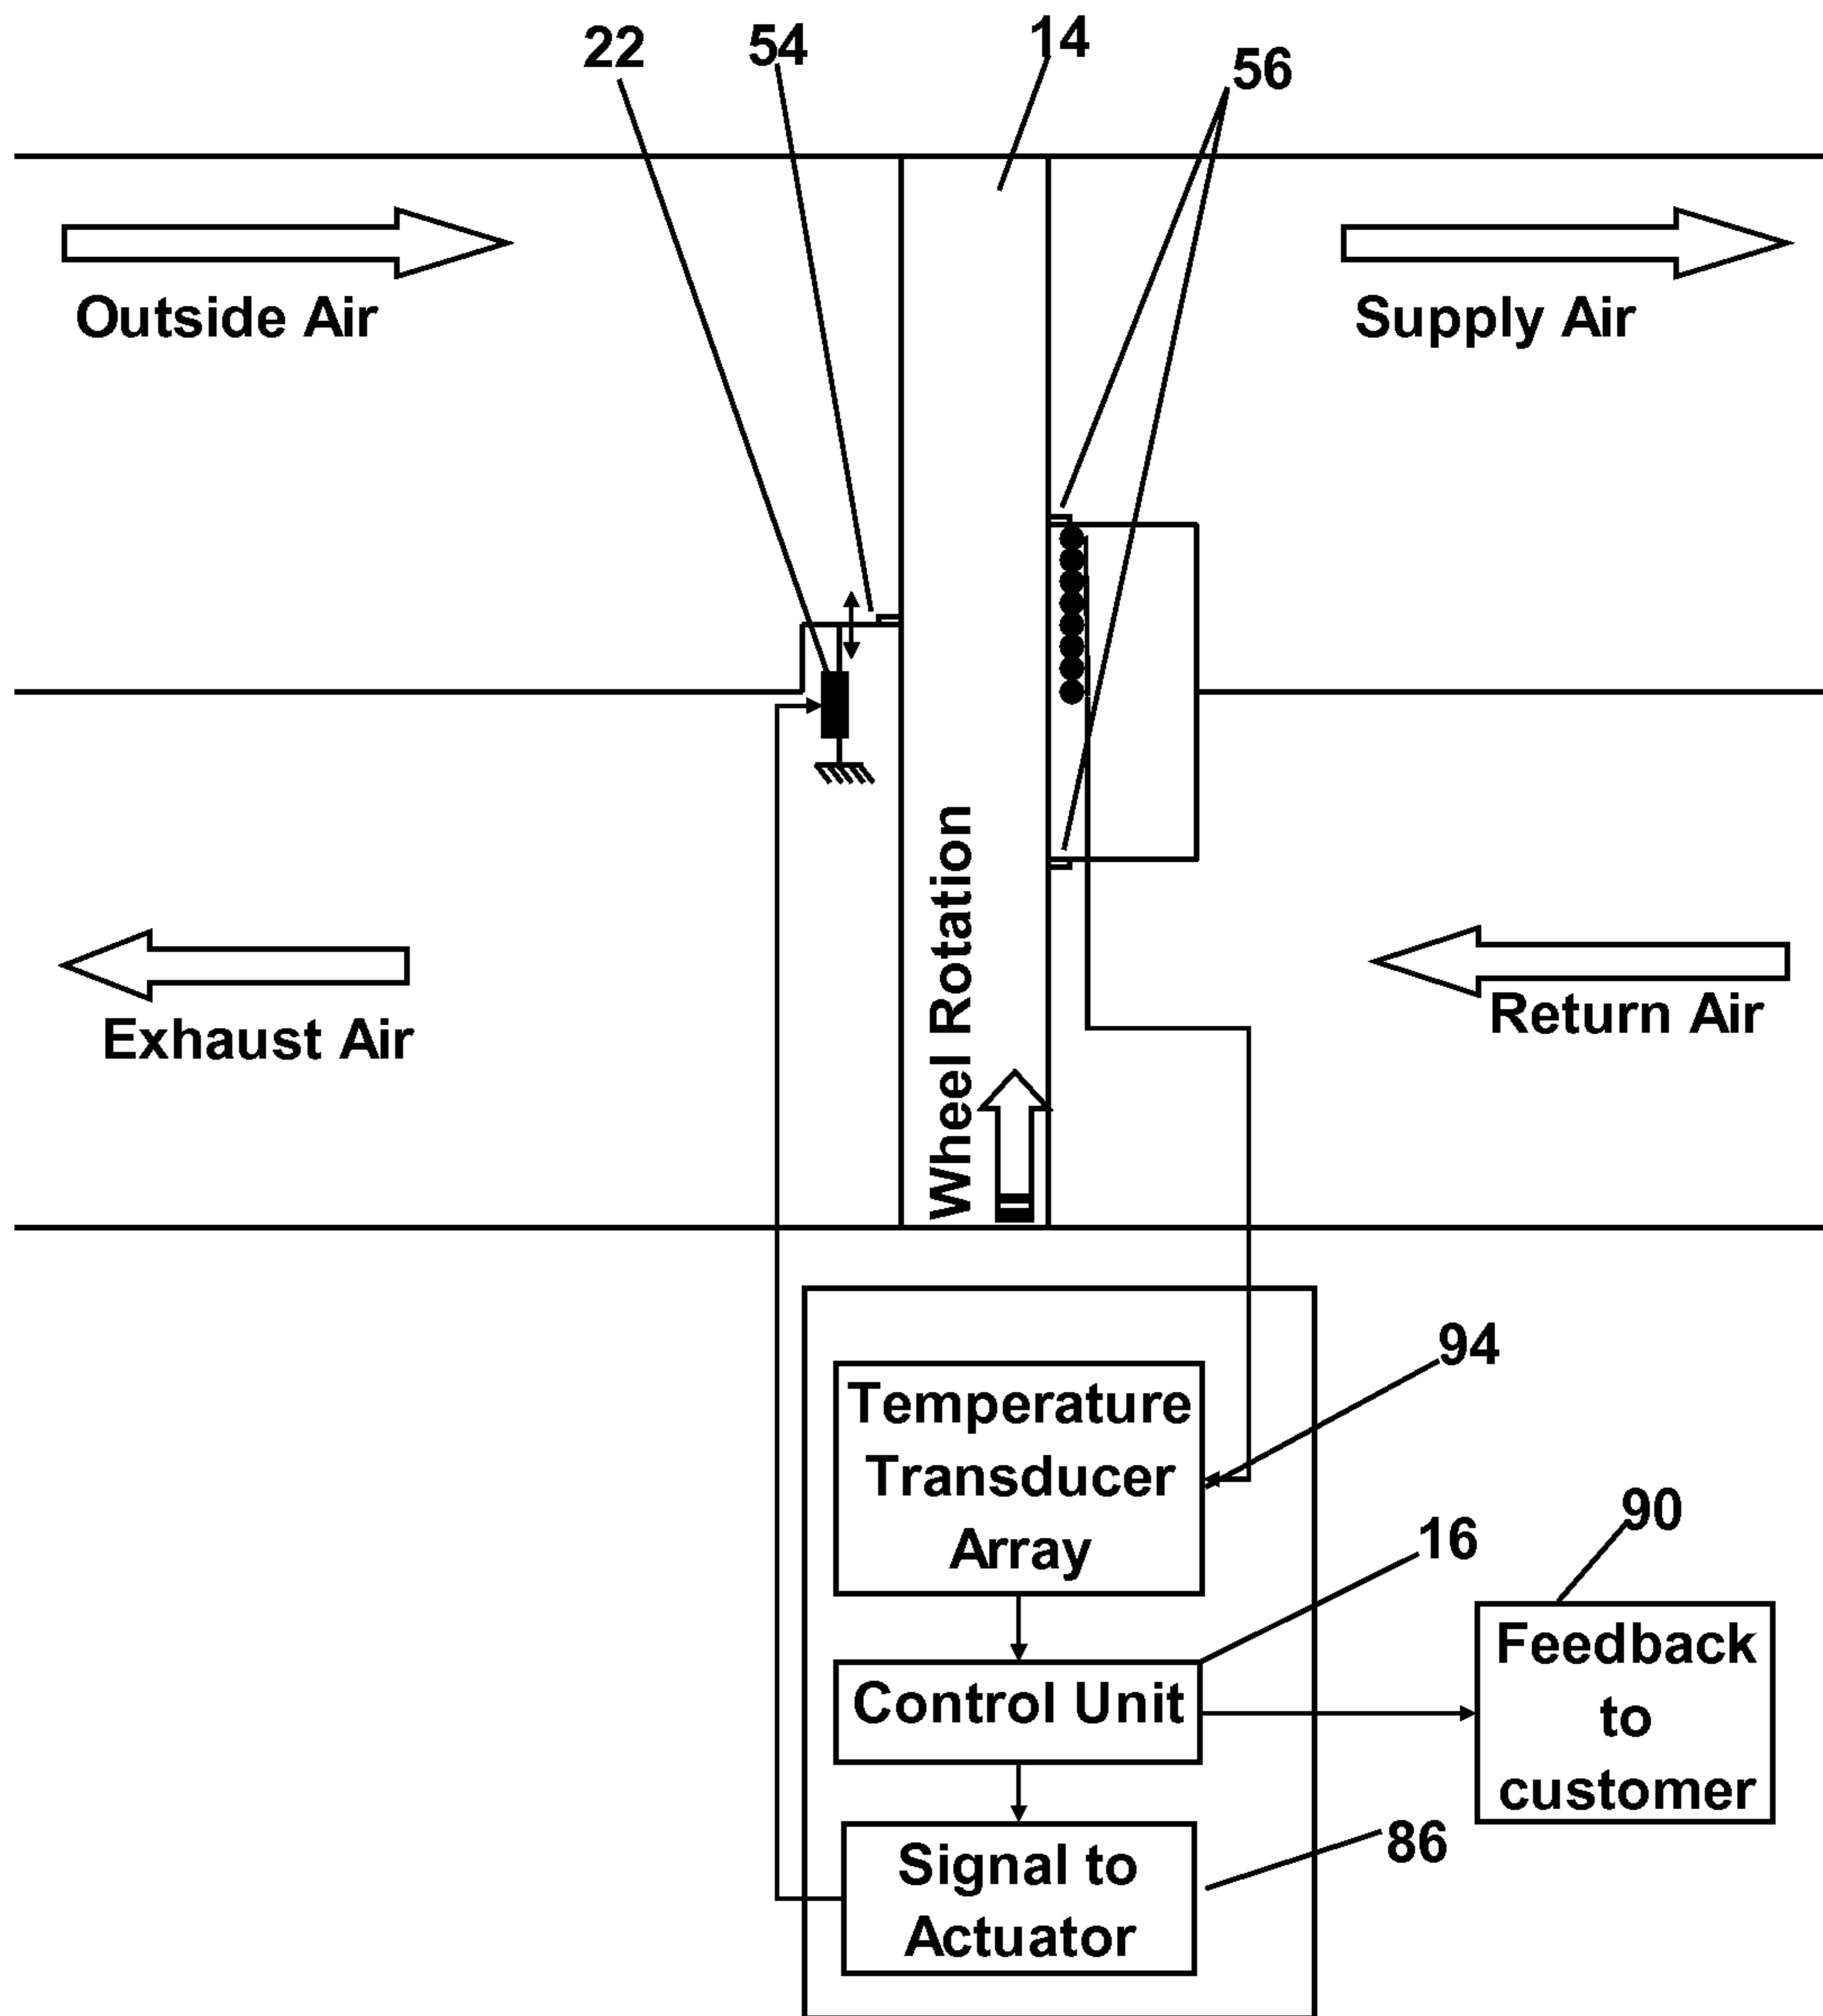 22
54
14
56
Outside Air
Supply Air
Wheel Rotation
Exhaust Air
Return Air
94
Temperature
Transducer
Array
16
90
Control Unit
Feedback
to
customer
86
Signal to
Actuator